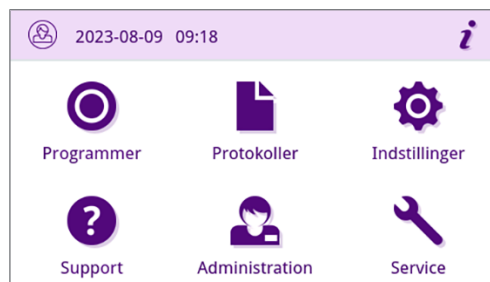 2023-08-09 09:18 i
Programmer Protokoller Indstillinger
? 
Support Administration Service